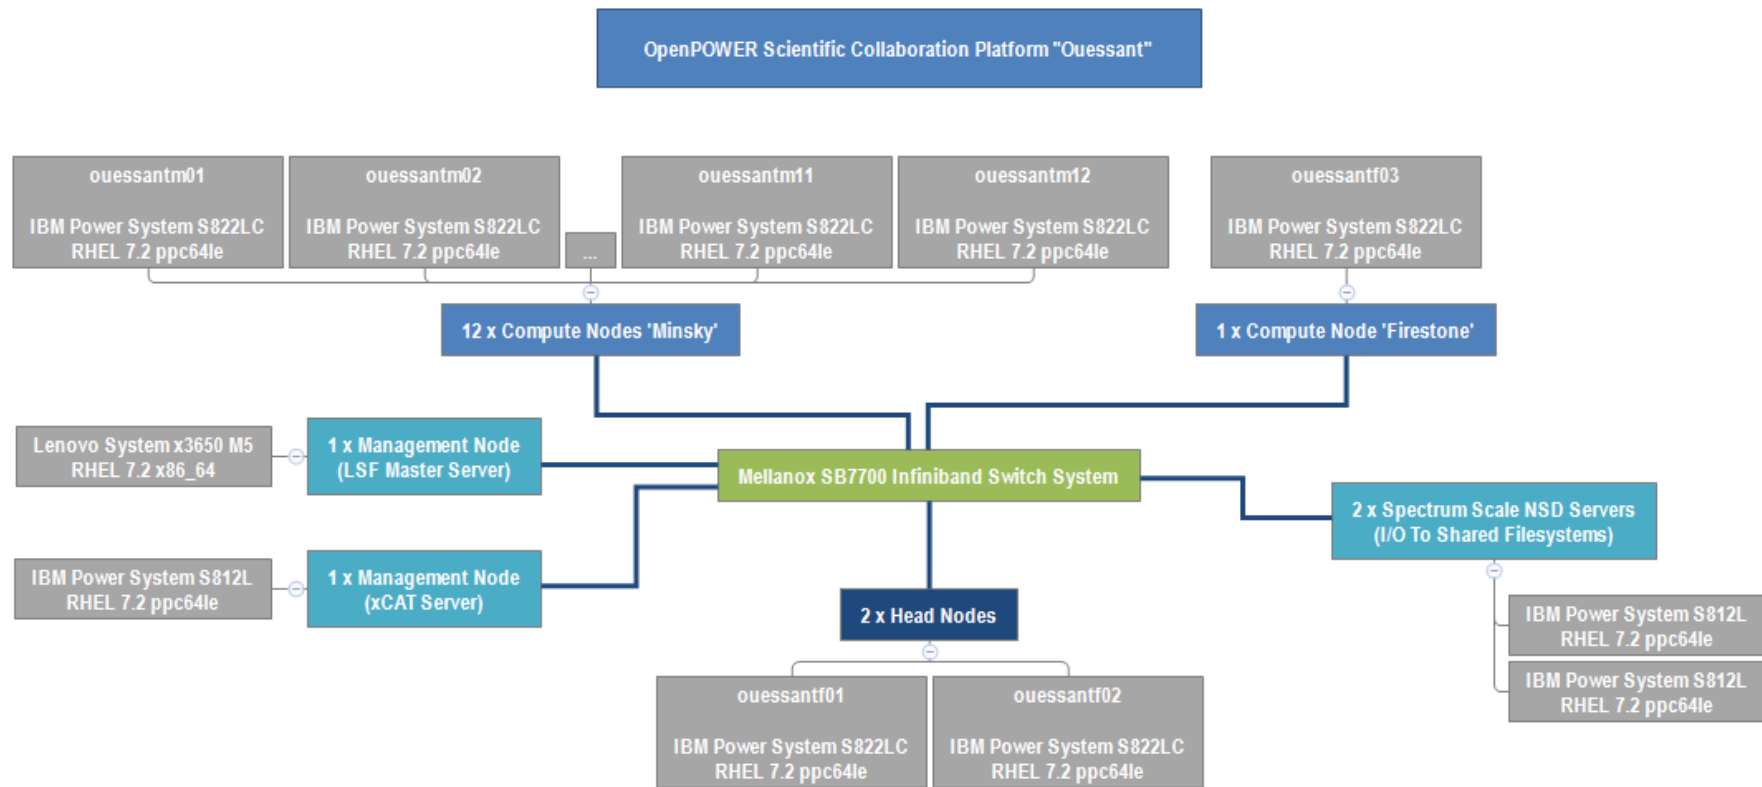 OpenPOWER Scientific Collaboration Platform "Ouessant"
ouessantm01
IBM Power System S822LC
RHEL 7.2 ppc64le
ouessantm02
IBM Power System S822LC
RHEL 7.2 ppc64le
...
ouessantm11
IBM Power System S822LC
RHEL 7.2 ppc64le
ouessantm12
IBM Power System S822LC
RHEL 7.2 ppc64le
ouessantf03
IBM Power System S822LC
RHEL 7.2 ppc64le
12 x Compute Nodes 'Minsky'
1 x Compute Node 'Firestone'
Lenovo System x3650 M5
RHEL 7.2 x86_64
1 x Management Node
(LSF Master Server)
Mellanox SB7700 Infiniband Switch System
2 x Spectrum Scale NSD Servers
(I/O To Shared Filesystems)
IBM Power System S812L
RHEL 7.2 ppc64le
1 x Management Node
(xCAT Server)
2 x Head Nodes
IBM Power System S812L
RHEL 7.2 ppc64le
IBM Power System S812L
RHEL 7.2 ppc64le
ouessantf01
IBM Power System S822LC
RHEL 7.2 ppc64le
ouessantf02
IBM Power System S822LC
RHEL 7.2 ppc64le